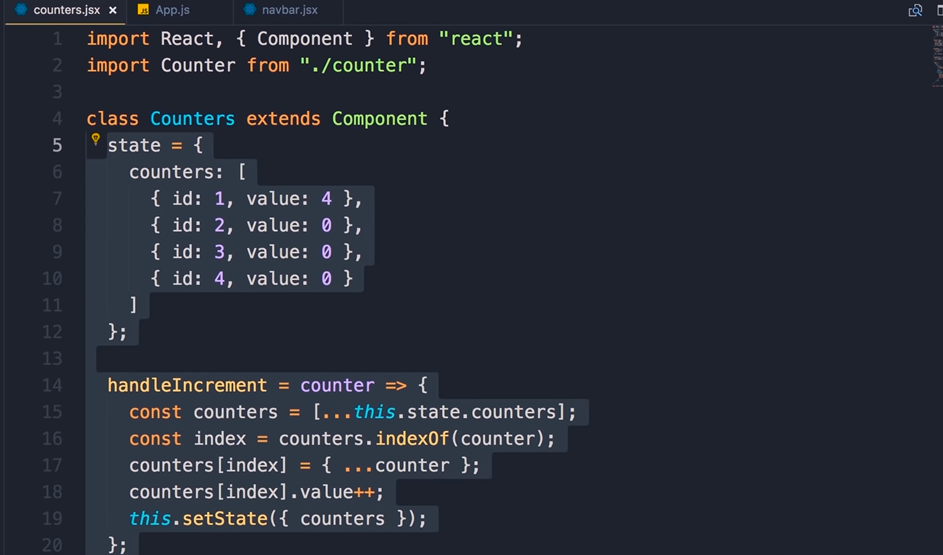 counters.jsx × JS App.js navbar.jsx
1 import React, { Component } from "react";
2 import Counter from "./counter";
3
4 class Counters extends Component {
5 state = {
6 counters: [
7 { id: 1, value: 4 },
8 { id: 2, value: 0 },
9 { id: 3, value: 0 },
10 { id: 4, value: 0 }
11 ]
12 };
13
14 handleIncrement = counter => {
15 const counters = [...this.state.counters];
16 const index = counters.indexOf(counter);
17 counters[index] = { ...counter };
18 counters[index].value++;
19 this.setState({ counters });
20 };